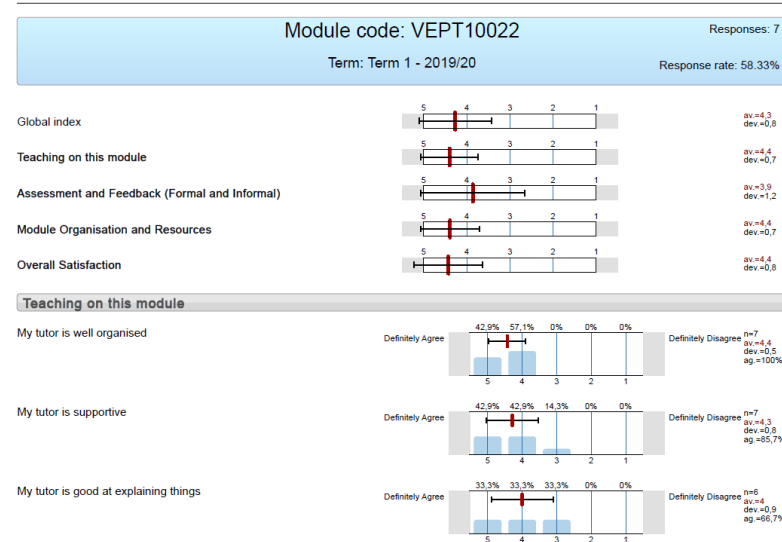 Module code: VEPT10022
Responses: 7
Term: Term 1 - 2019/20
Response rate: 58.33%
5 4 3 2 1
Global index
av.=4,3
dev.=0,8
5 4 3 2 1
Teaching on this module
av.=4,4
dev.=0,7
5 4 3 2 1
Assessment and Feedback (Formal and Informal)
av.=3,9
dev.=1,2
5 4 3 2 1
Module Organisation and Resources
av.=4,4
dev.=0,7
5 4 3 2 1
Overall Satisfaction
av.=4,4
dev.=0,8
Teaching on this module
My tutor is well organised
42,9% 57,1% 0% 0% 0%
Definitely Agree
Definitely Disagree
n=7
av.=4,4
dev.=0,5
ag.=100%
5 4 3 2 1
My tutor is supportive
42,9% 42,9% 14,3% 0% 0%
Definitely Agree
Definitely Disagree
n=7
av.=4,3
dev.=0,8
ag.=85,7%
5 4 3 2 1
My tutor is good at explaining things
33,3% 33,3% 33,3% 0% 0%
Definitely Agree
Definitely Disagree
n=6
av.=4
dev.=0,9
ag.=66,7%
5 4 3 2 1